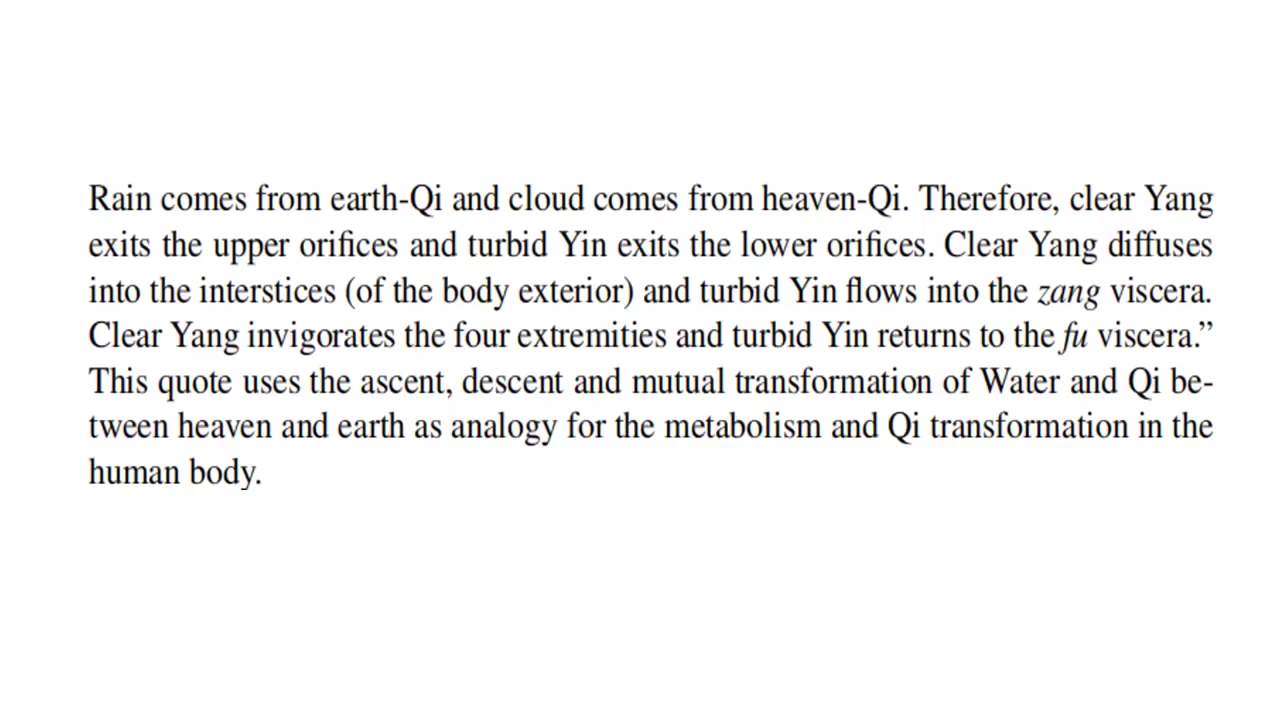 Rain comes from earth-Qi and cloud comes from heaven-Qi. Therefore, clear Yang
exits the upper orifices and turbid Yin exits the lower orifices. Clear Yang diffuses
into the interstices (of the body exterior) and turbid Yin flows into the zang viscera.
Clear Yang invigorates the four extremities and turbid Yin returns to the fu viscera.”
This quote uses the ascent, descent and mutual transformation of Water and Qi be-
tween heaven and earth as analogy for the metabolism and Qi transformation in the
human body.